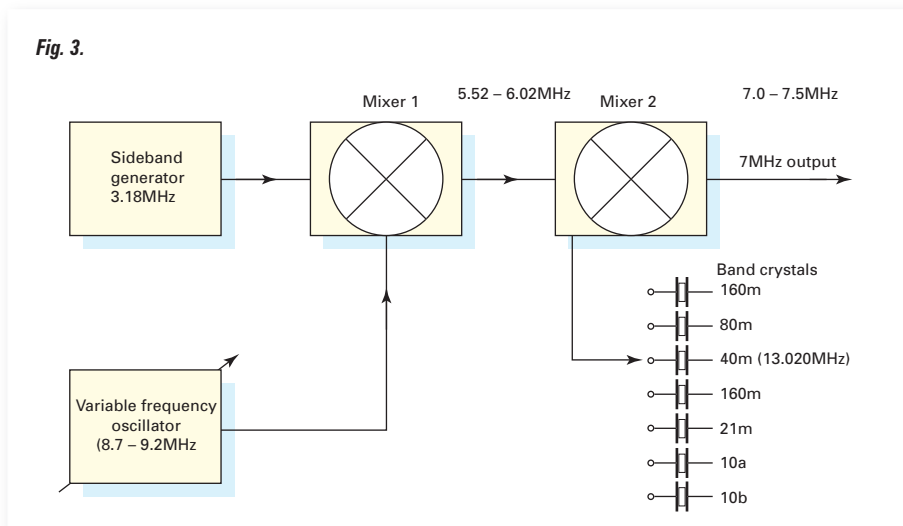 Fig. 3.
Mixer 1
5.52 – 6.02MHz
Mixer 2
7.0 – 7.5MHz
Sideband
generator
3.18MHz
7MHz output
Variable frequency
oscillator
(8.7 – 9.2MHz
Band crystals
160m
80m
40m (13.020MHz)
160m
21m
10a
10b